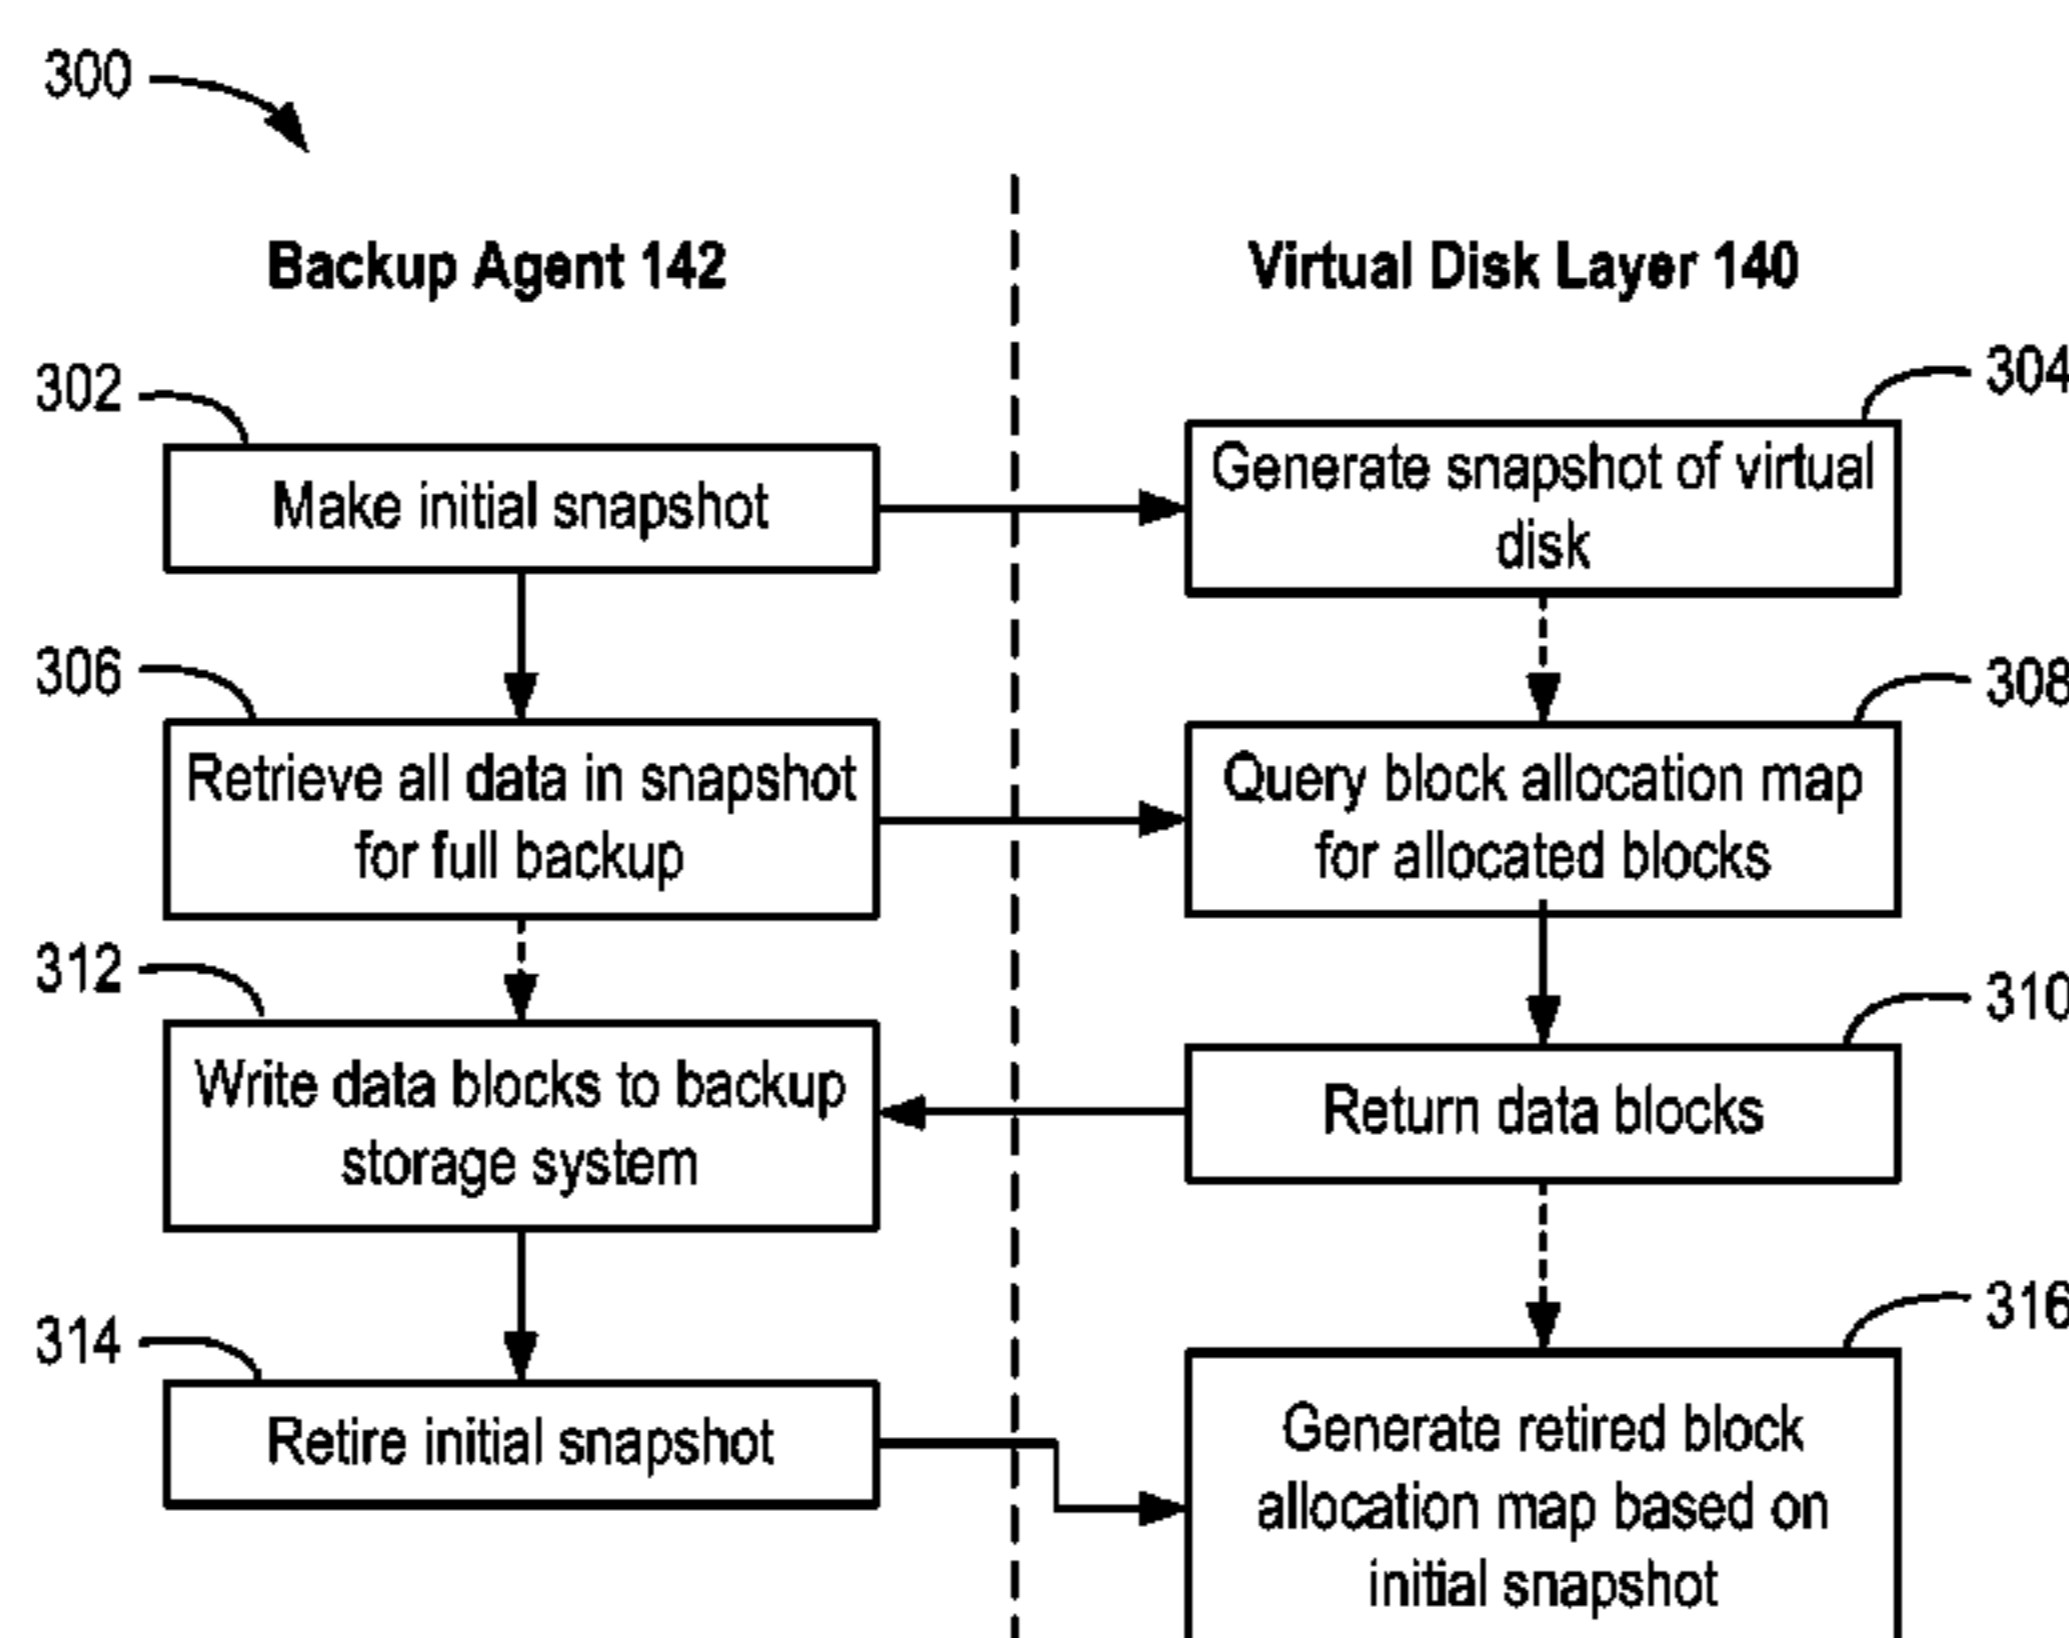 300
Backup Agent 142
Virtual Disk Layer 140
302
304
Make initial snapshot
Generate snapshot of virtual
disk
306
308
Retrieve all data in snapshot
for full backup
Query block allocation map
for allocated blocks
312
310
Write data blocks to backup
storage system
Return data blocks
314
316
Retire initial snapshot
Generate retired block
allocation map based on
initial snapshot